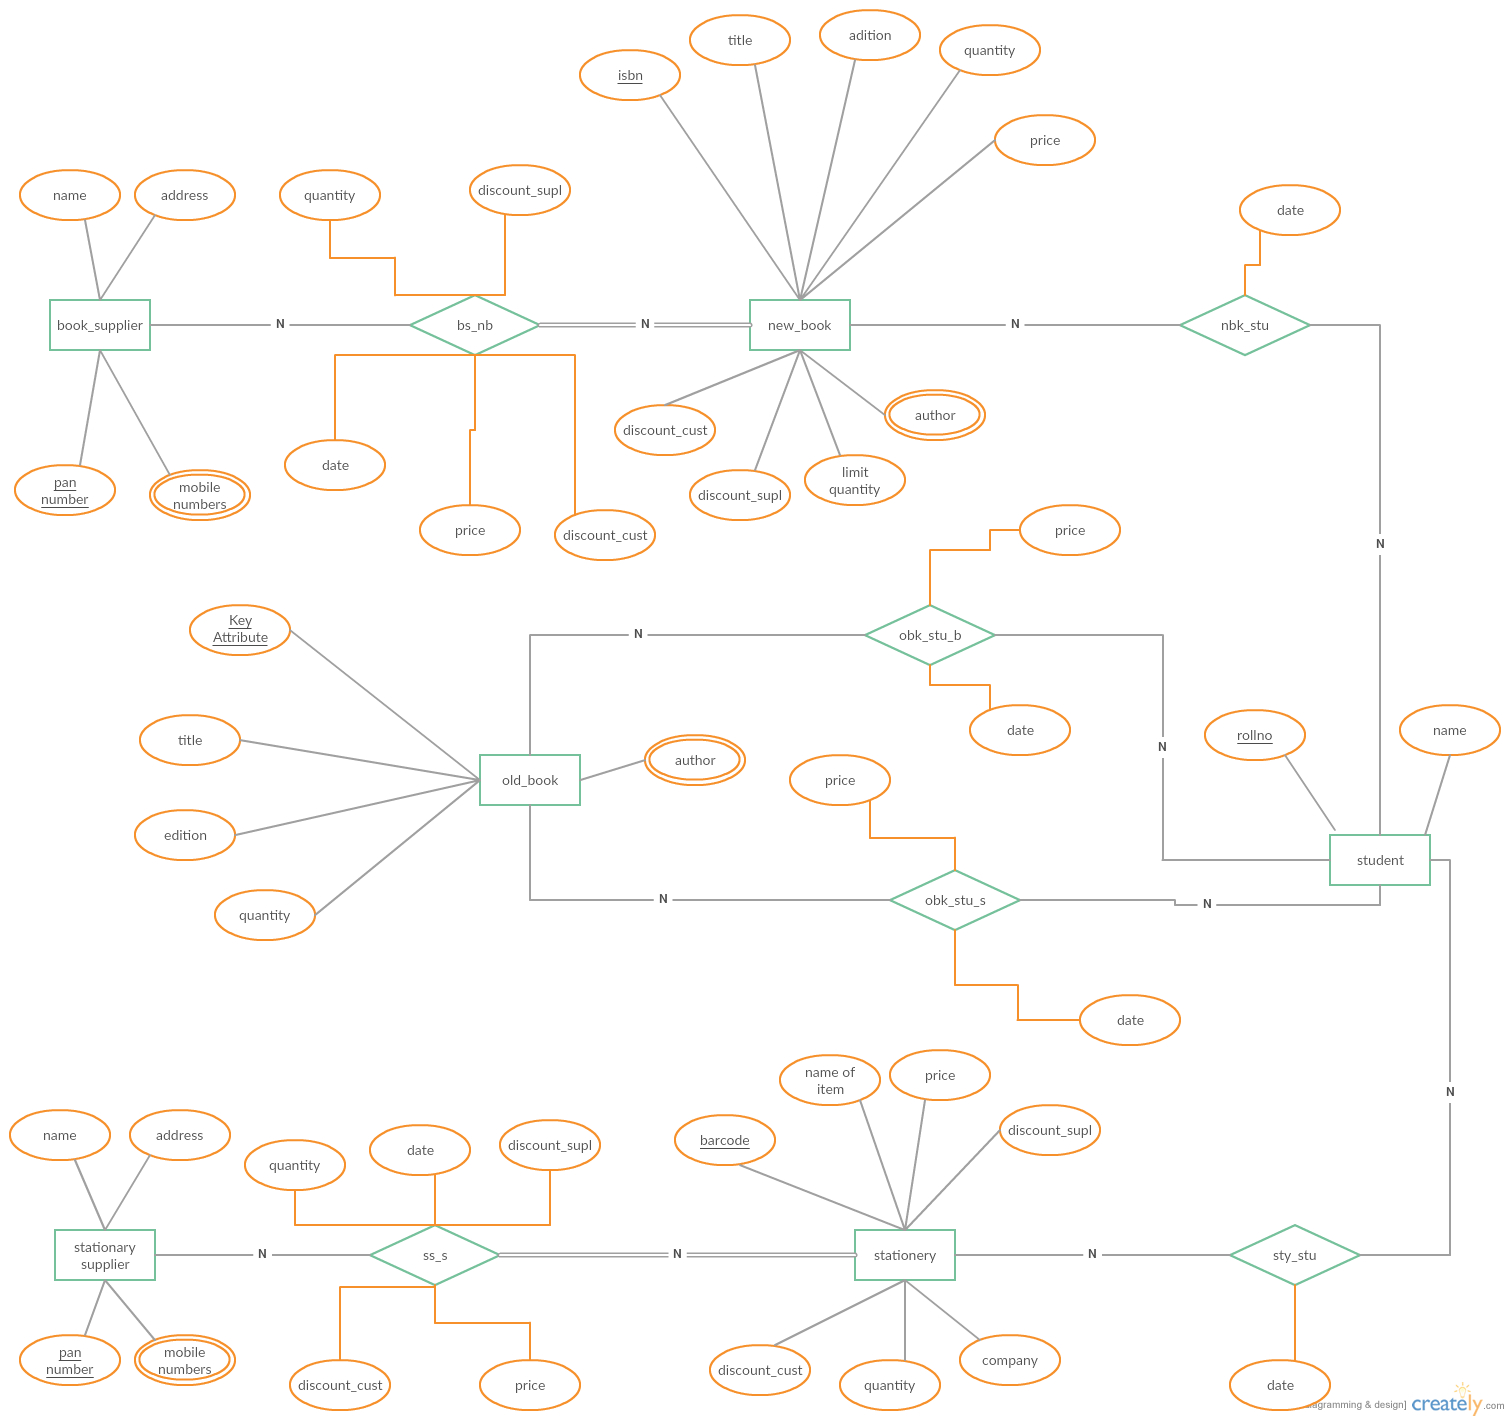 title
adition
quantity
isbn
price
name
address
quantity
discount_supl
date
book_supplier
N
bs_nb
N
new_book
N
nbk_stu
discount_cust
author
date
pan
number
mobile
numbers
price
discount_cust
discount_supl
limit
quantity
price
N
Key
Attribute
N
obk_stu_b
date
N
title
old_book
author
price
rollno
name
edition
student
quantity
N
obk_stu_s
N
date
name of
item
price
N
name
address
quantity
date
discount_supl
barcode
discount_supl
stationary
supplier
N
ss_s
N
stationery
N
sty_stu
pan
number
mobile
numbers
discount_cust
price
discount_cust
quantity
company
date
agramming & design]
creately.com